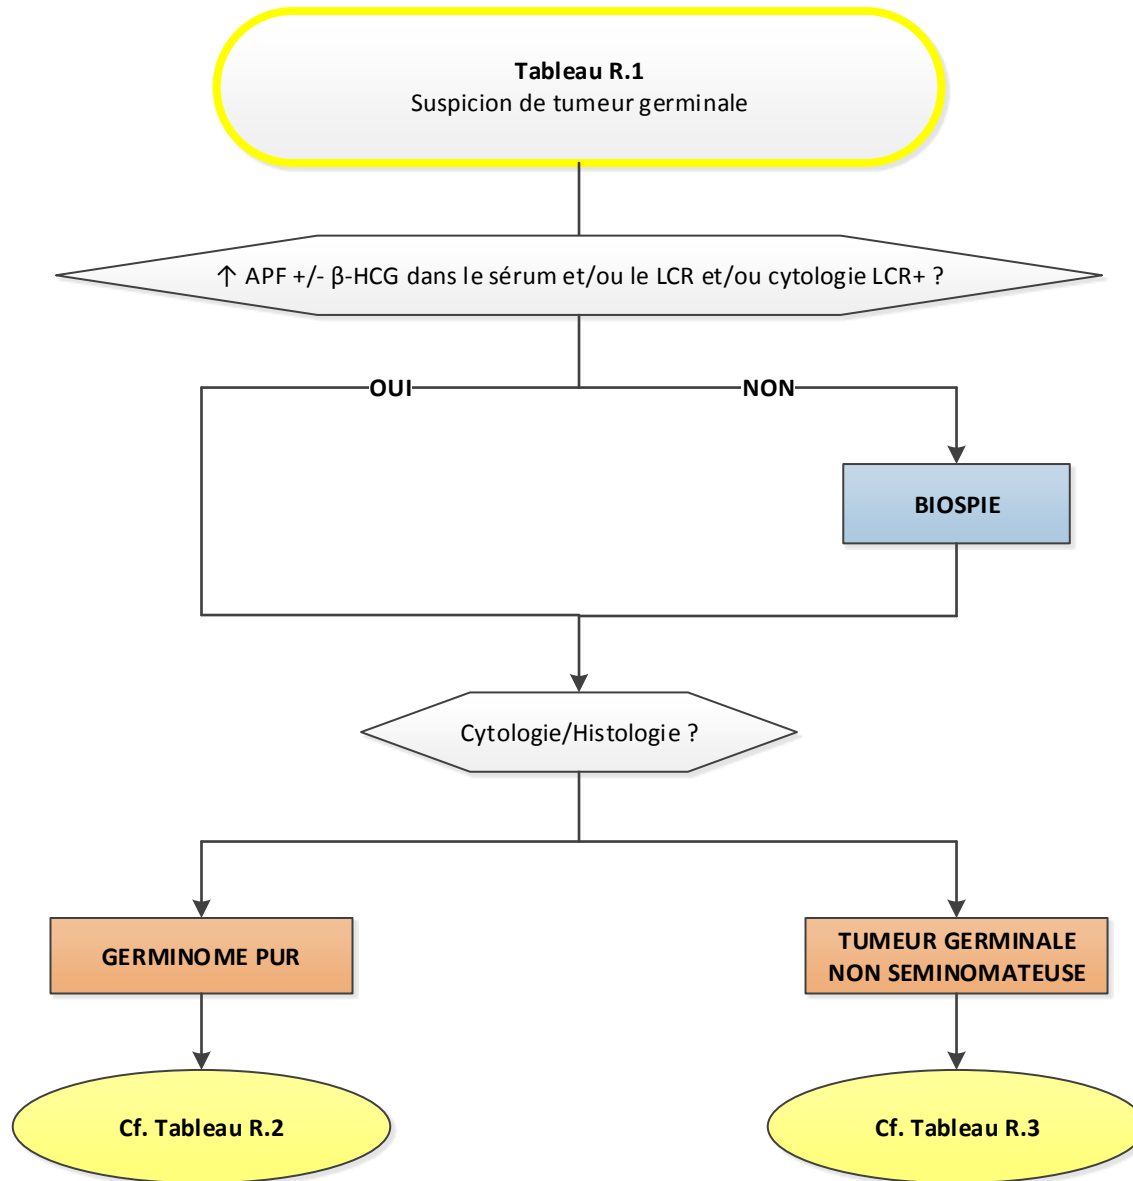 Tableau R.1
Suspicion de tumeur germinale
↑ APF +/- β-HCG dans le sérum et/ou le LCR et/ou cytologie LCR+ ?
OUI
NON
BIOSPIE
Cytologie/Histologie ?
GERMINOME PUR
TUMEUR GERMINALE
NON SEMINOMATEUSE
Cf. Tableau R.2
Cf. Tableau R.3